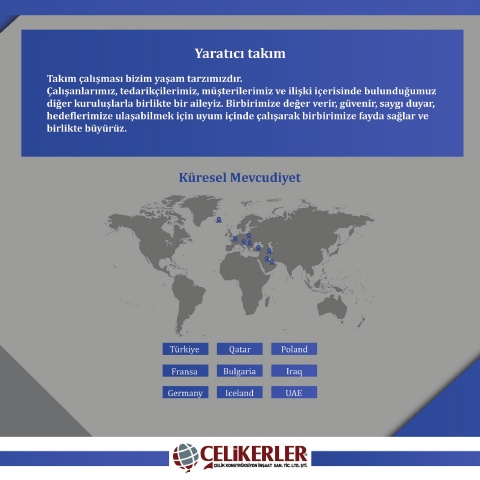 Yaratıcı takım
Takım çalışması bizim yaşam tarzımızdır.
Çalışanlarımız, tedarikçilerimiz, müşterilerimiz ve ilişki içerisinde bulunduğumuz
diğer kuruluşlarla birlikte bir aileyiz. Birbirimize değer verir, güvenir, saygı duyar,
hedeflerimize ulaşabilmek için uyum içinde çalışarak birbirimize fayda sağlar ve
birlikte büyürüz.
Küresel Mevcudiyet
Türkiye Qatar Poland
Fransa Bulgaria Iraq
Germany Iceland UAE
ÇELİKERLER
ÇELİK KONSTRÜKSİYON İNŞAAT SAN. TİC. LTD. ŞTİ.